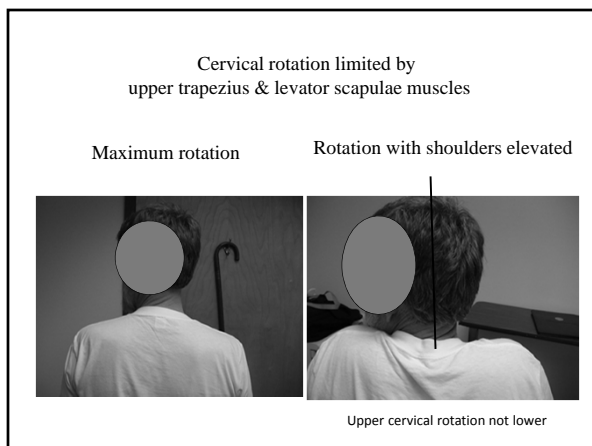 Cervical rotation limited by
upper trapezius & levator scapulae muscles
Maximum rotation
Rotation with shoulders elevated
Upper cervical rotation not lower